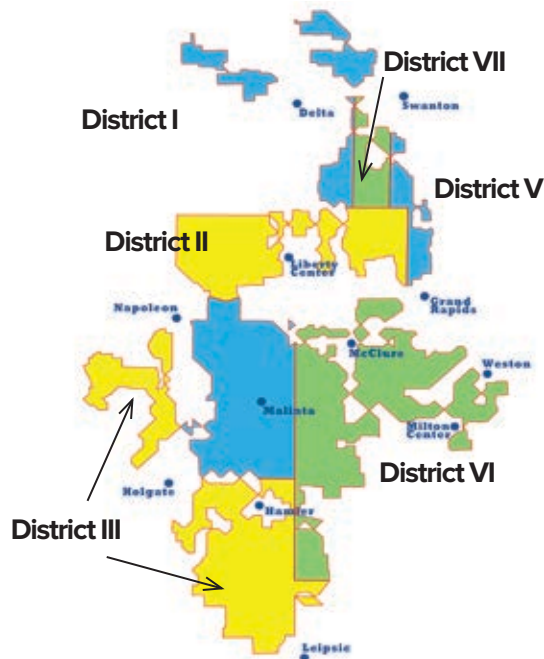 District VII
Swanton
Delta
District I
District V
District II
Liberty
Center
Grand
Rapids
Napoleon
McClure
Weston
Malinta
Milton
Center
District VI
Holgate
Hamler
District III
Leipsic